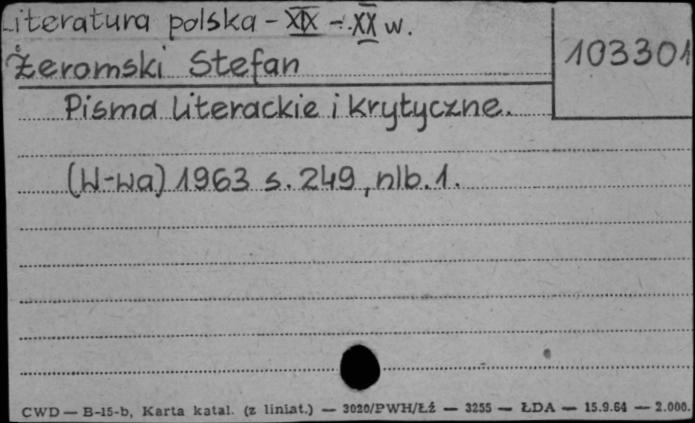 Literatura polska - XIX - XX w.
103301
Żeromski Stefan
Pisma literackie i krytyczne.
(W-wa) 1963 s. 249, nlb. 1.
CWD — B-15-b, Karta katal. (z liniat.) — 3020/PWH/Łź — 3255 — ŁDA — 15.9.64 — 2.000.